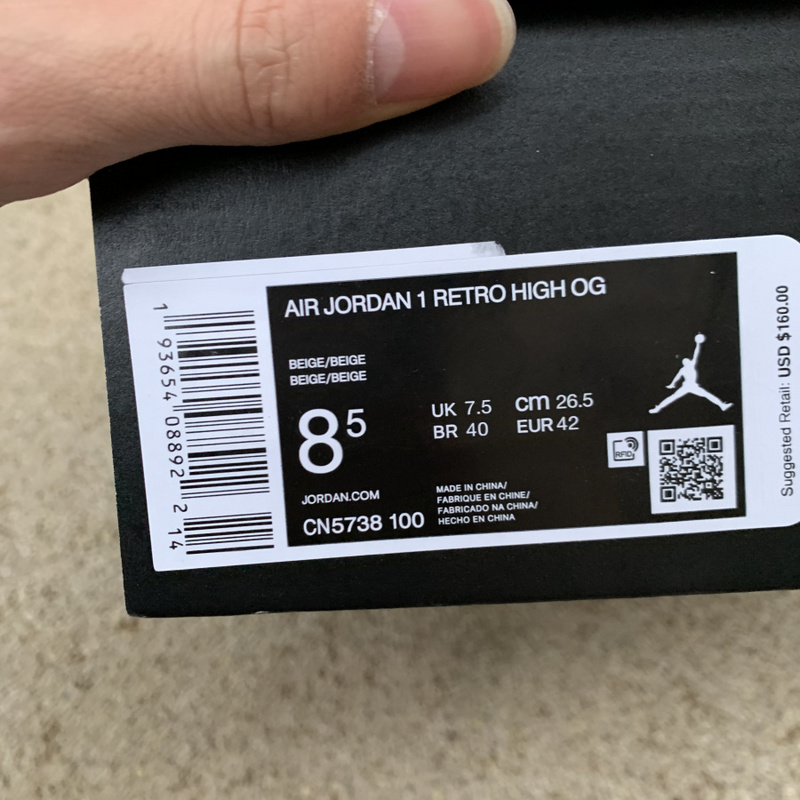 AIR JORDAN 1 RETRO HIGH OG
BEIGE/BEIGE
BEIGE/BEIGE
8 5
UK 7.5 cm 26.5
BR 40 EUR 42
JORDAN.COM
CN5738 100
MADE IN CHINA/
FABRIQUE EN CHINE/
FABRICADO NA CHINA/
HECHO EN CHINA
RFID
1 93654 08892 2 14
Suggested Retail: USD $160.00